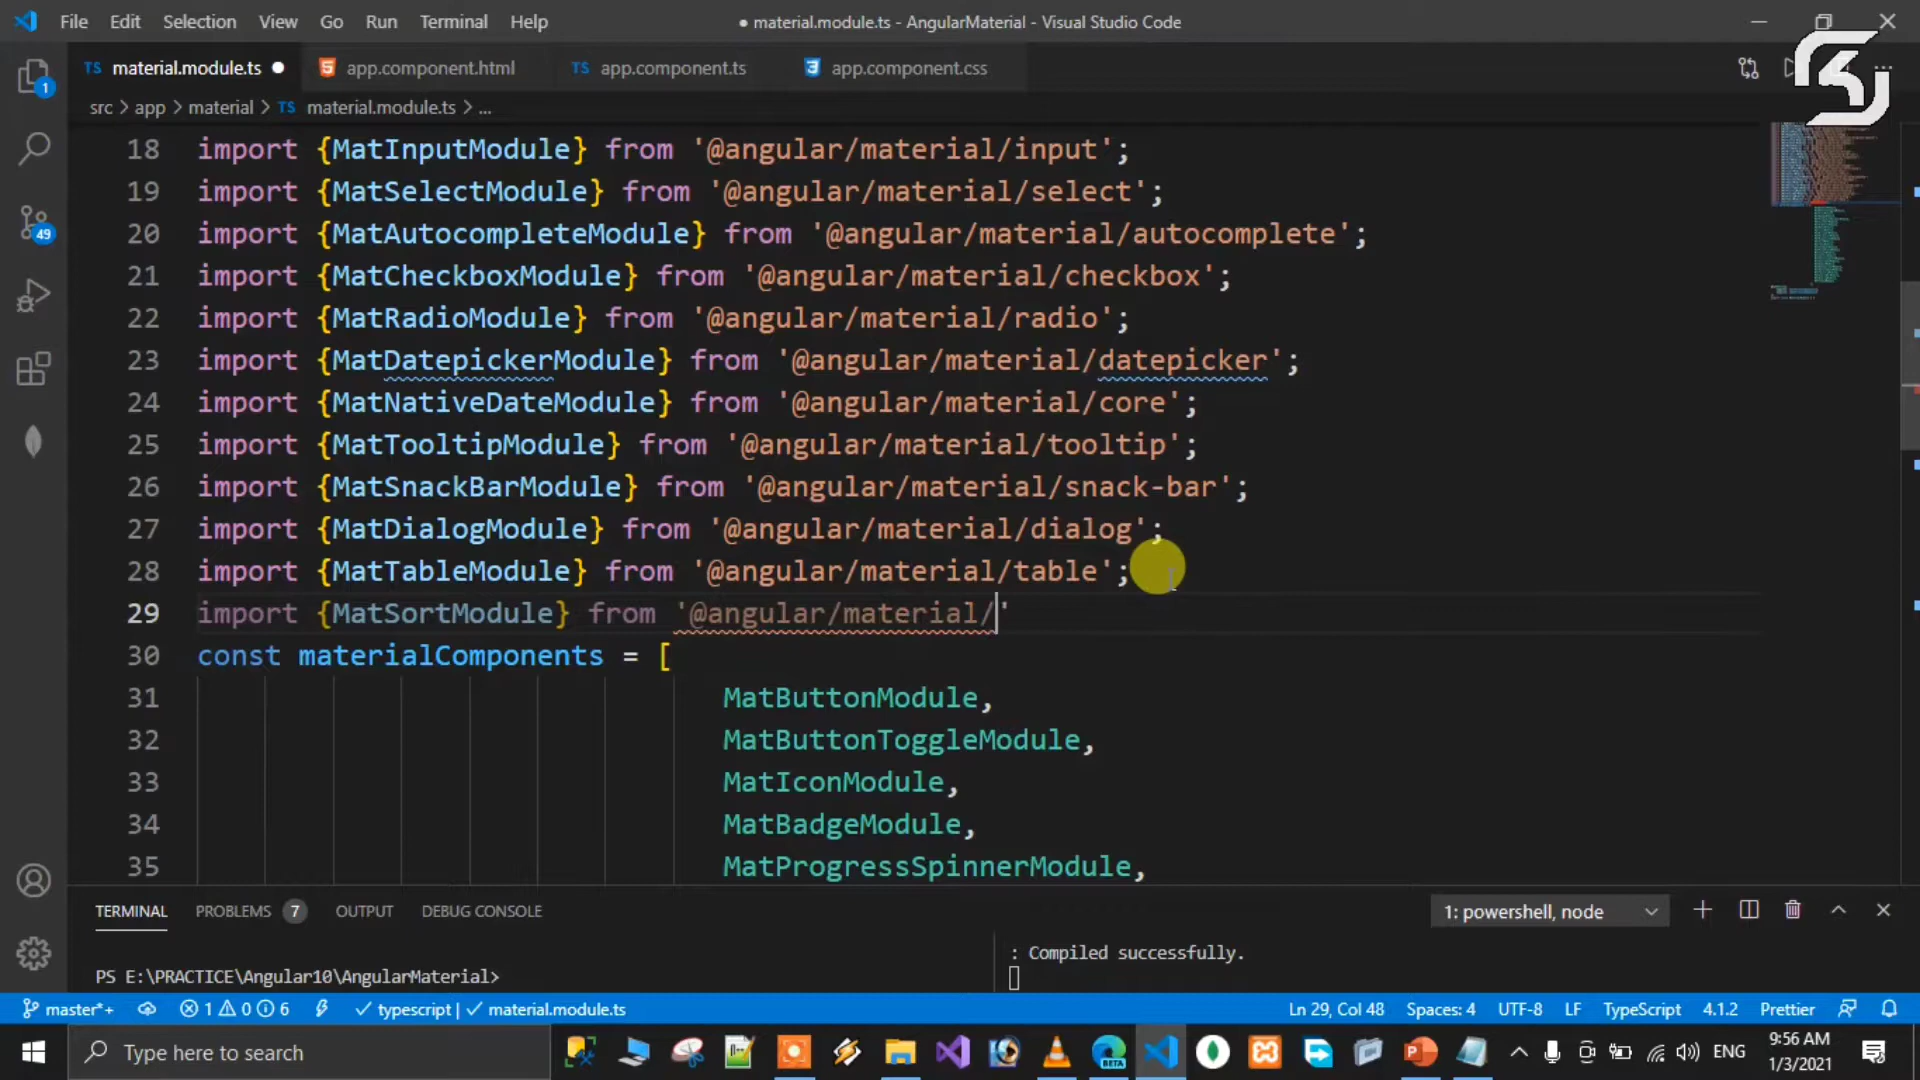 File Edit Selection View Go Run Terminal Help
● material.module.ts - AngularMaterial - Visual Studio Code
TS material.module.ts ● app.component.html TS app.component.ts app.component.css
src > app > material > TS material.module.ts > ...
1
49
18 import {MatInputModule} from '@angular/material/input';
19 import {MatSelectModule} from '@angular/material/select';
20 import {MatAutocompleteModule} from '@angular/material/autocomplete';
21 import {MatCheckboxModule} from '@angular/material/checkbox';
22 import {MatRadioModule} from '@angular/material/radio';
23 import {MatDatepickerModule} from '@angular/material/datepicker';
24 import {MatNativeDateModule} from '@angular/material/core';
25 import {MatTooltipModule} from '@angular/material/tooltip';
26 import {MatSnackBarModule} from '@angular/material/snack-bar';
27 import {MatDialogModule} from '@angular/material/dialog';
28 import {MatTableModule} from '@angular/material/table';
29 import {MatSortModule} from '@angular/material/'
30 const materialComponents = [
31 MatButtonModule,
32 MatButtonToggleModule,
33 MatIconModule,
34 MatBadgeModule,
35 MatProgressSpinnerModule,
TERMINAL PROBLEMS 7 OUTPUT DEBUG CONSOLE
1: powershell, node
PS E:\PRACTICE\Angular10\AngularMaterial>
: Compiled successfully.
master*+ 1 0 6 typescript | material.module.ts
Ln 29, Col 48 Spaces: 4 UTF-8 LF TypeScript 4.1.2 Prettier
Type here to search
BETA
ENG
9:56 AM
1/3/2021